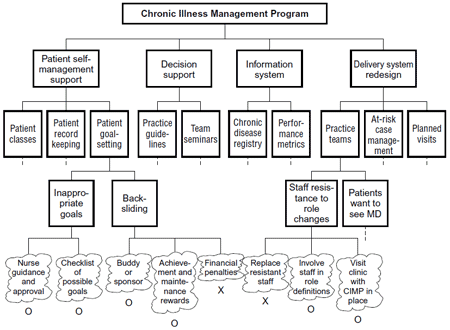 Chronic Illness Management Program
Patient self-
management
support
Decision
support
Information
system
Delivery system
redesign
Patient
classes
Patient
record
keeping
Patient
goal-
setting
Practice
guide-
lines
Team
seminars
Chronic
disease
registry
Perfor-
mance
metrics
Practice
teams
At-risk
case
manage-
ment
Planned
visits
Inappro-
priate
goals
Back-
sliding
Staff resis-
tance to
role
changes
Patients
want to
see MD
Nurse
guidance
and
approval
Checklist
of
possible
goals
Buddy
or
sponsor
Achieve-
ment and
mainte-
nance
rewards
Financial
penalties
Replace
resistant
staff
Involve
staff in
role
definitions
Visit
clinic
with
CIMP in
place
O
O
O
O
X
X
O
O